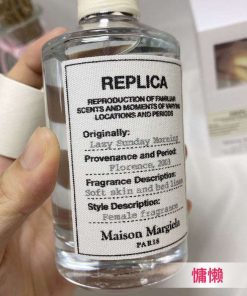 REPLICA
REPRODUCTION OF FAMILIAR
SCENTS AND MOMENTS OF VARYING
LOCATIONS AND PERIODS
Originally:
Lazy Sunday Morning
Provenance and Period:
Florence, 2003
Fragrance Description:
Soft skin and bed linen
Style Description:
Female fragrance
Maison Margiela
PARIS
慵懒